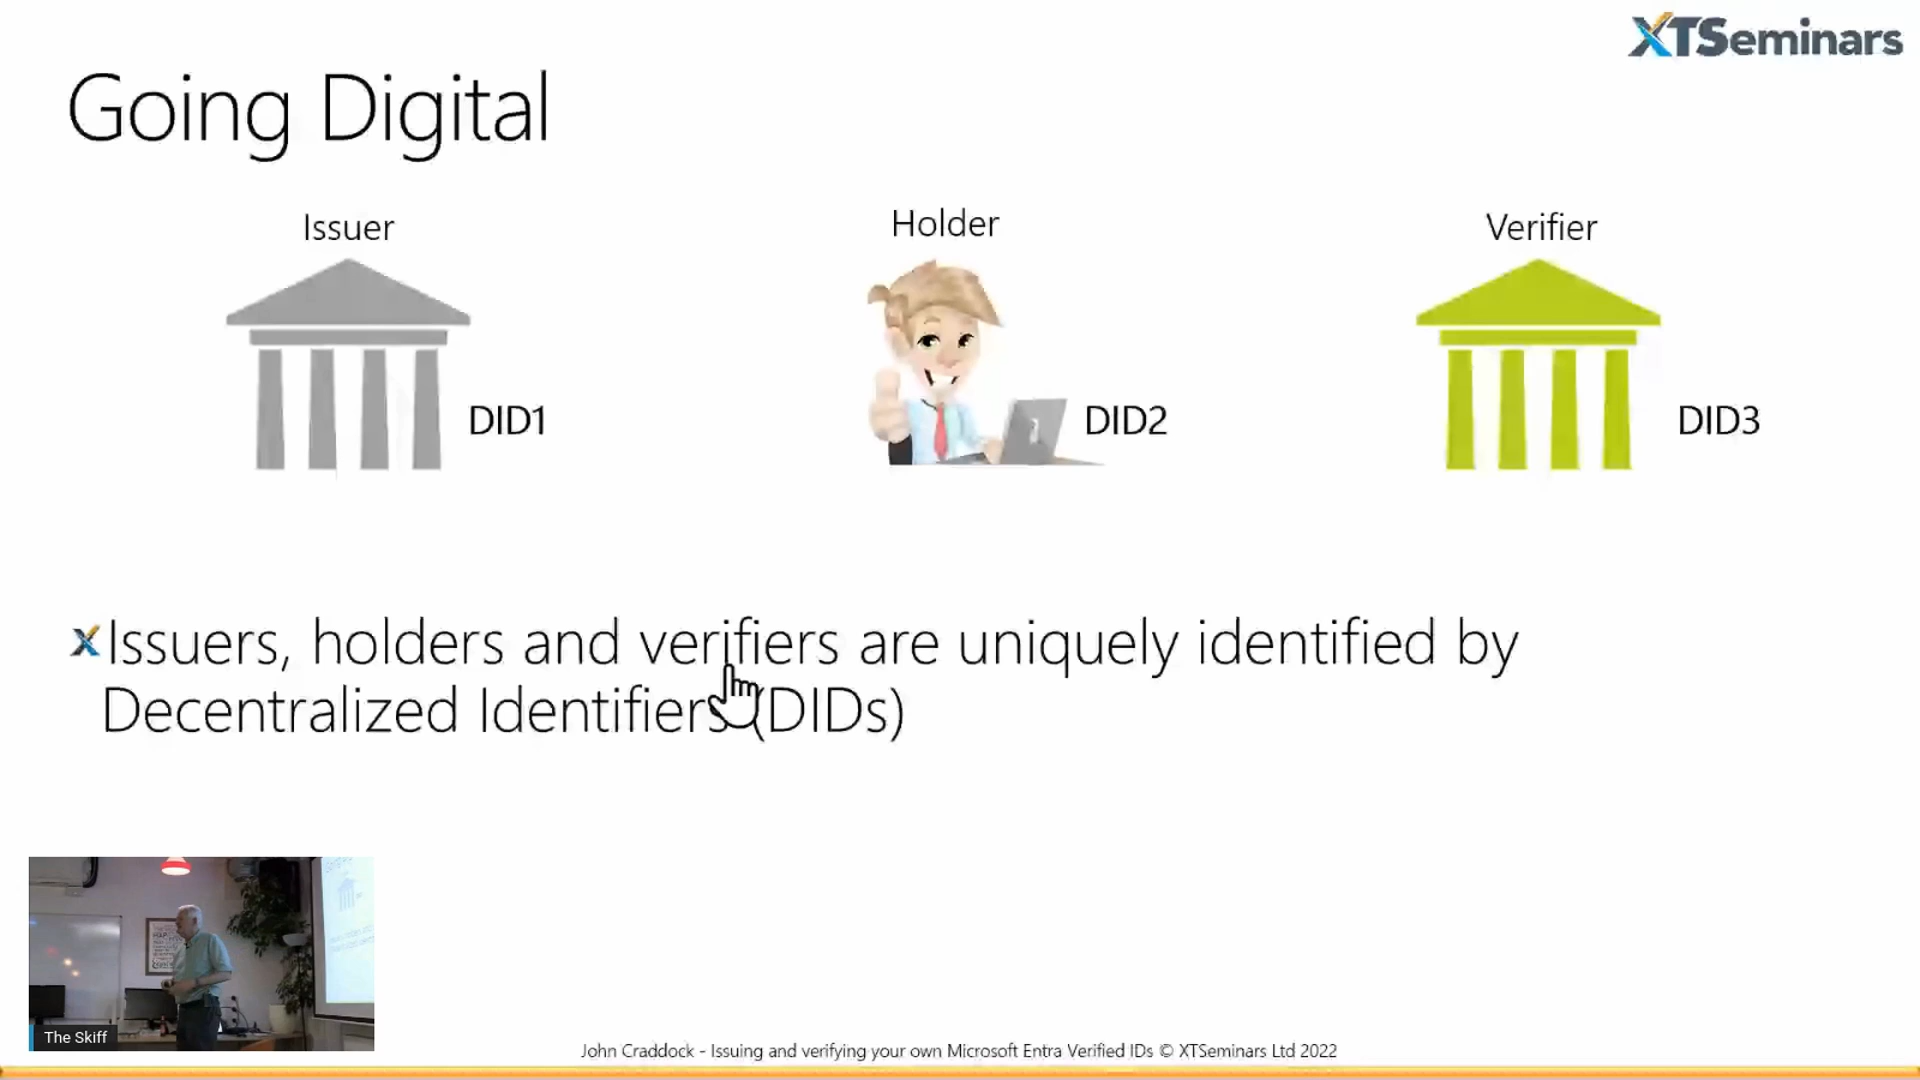 XTSeminars
Going Digital
Issuer
Holder
Verifier
DID1
DID2
DID3
Issuers, holders and verifiers are uniquely identified by
Decentralized Identifiers (DIDs)
The Skiff
John Craddock - Issuing and verifying your own Microsoft Entra Verified IDs © XTSeminars Ltd 2022